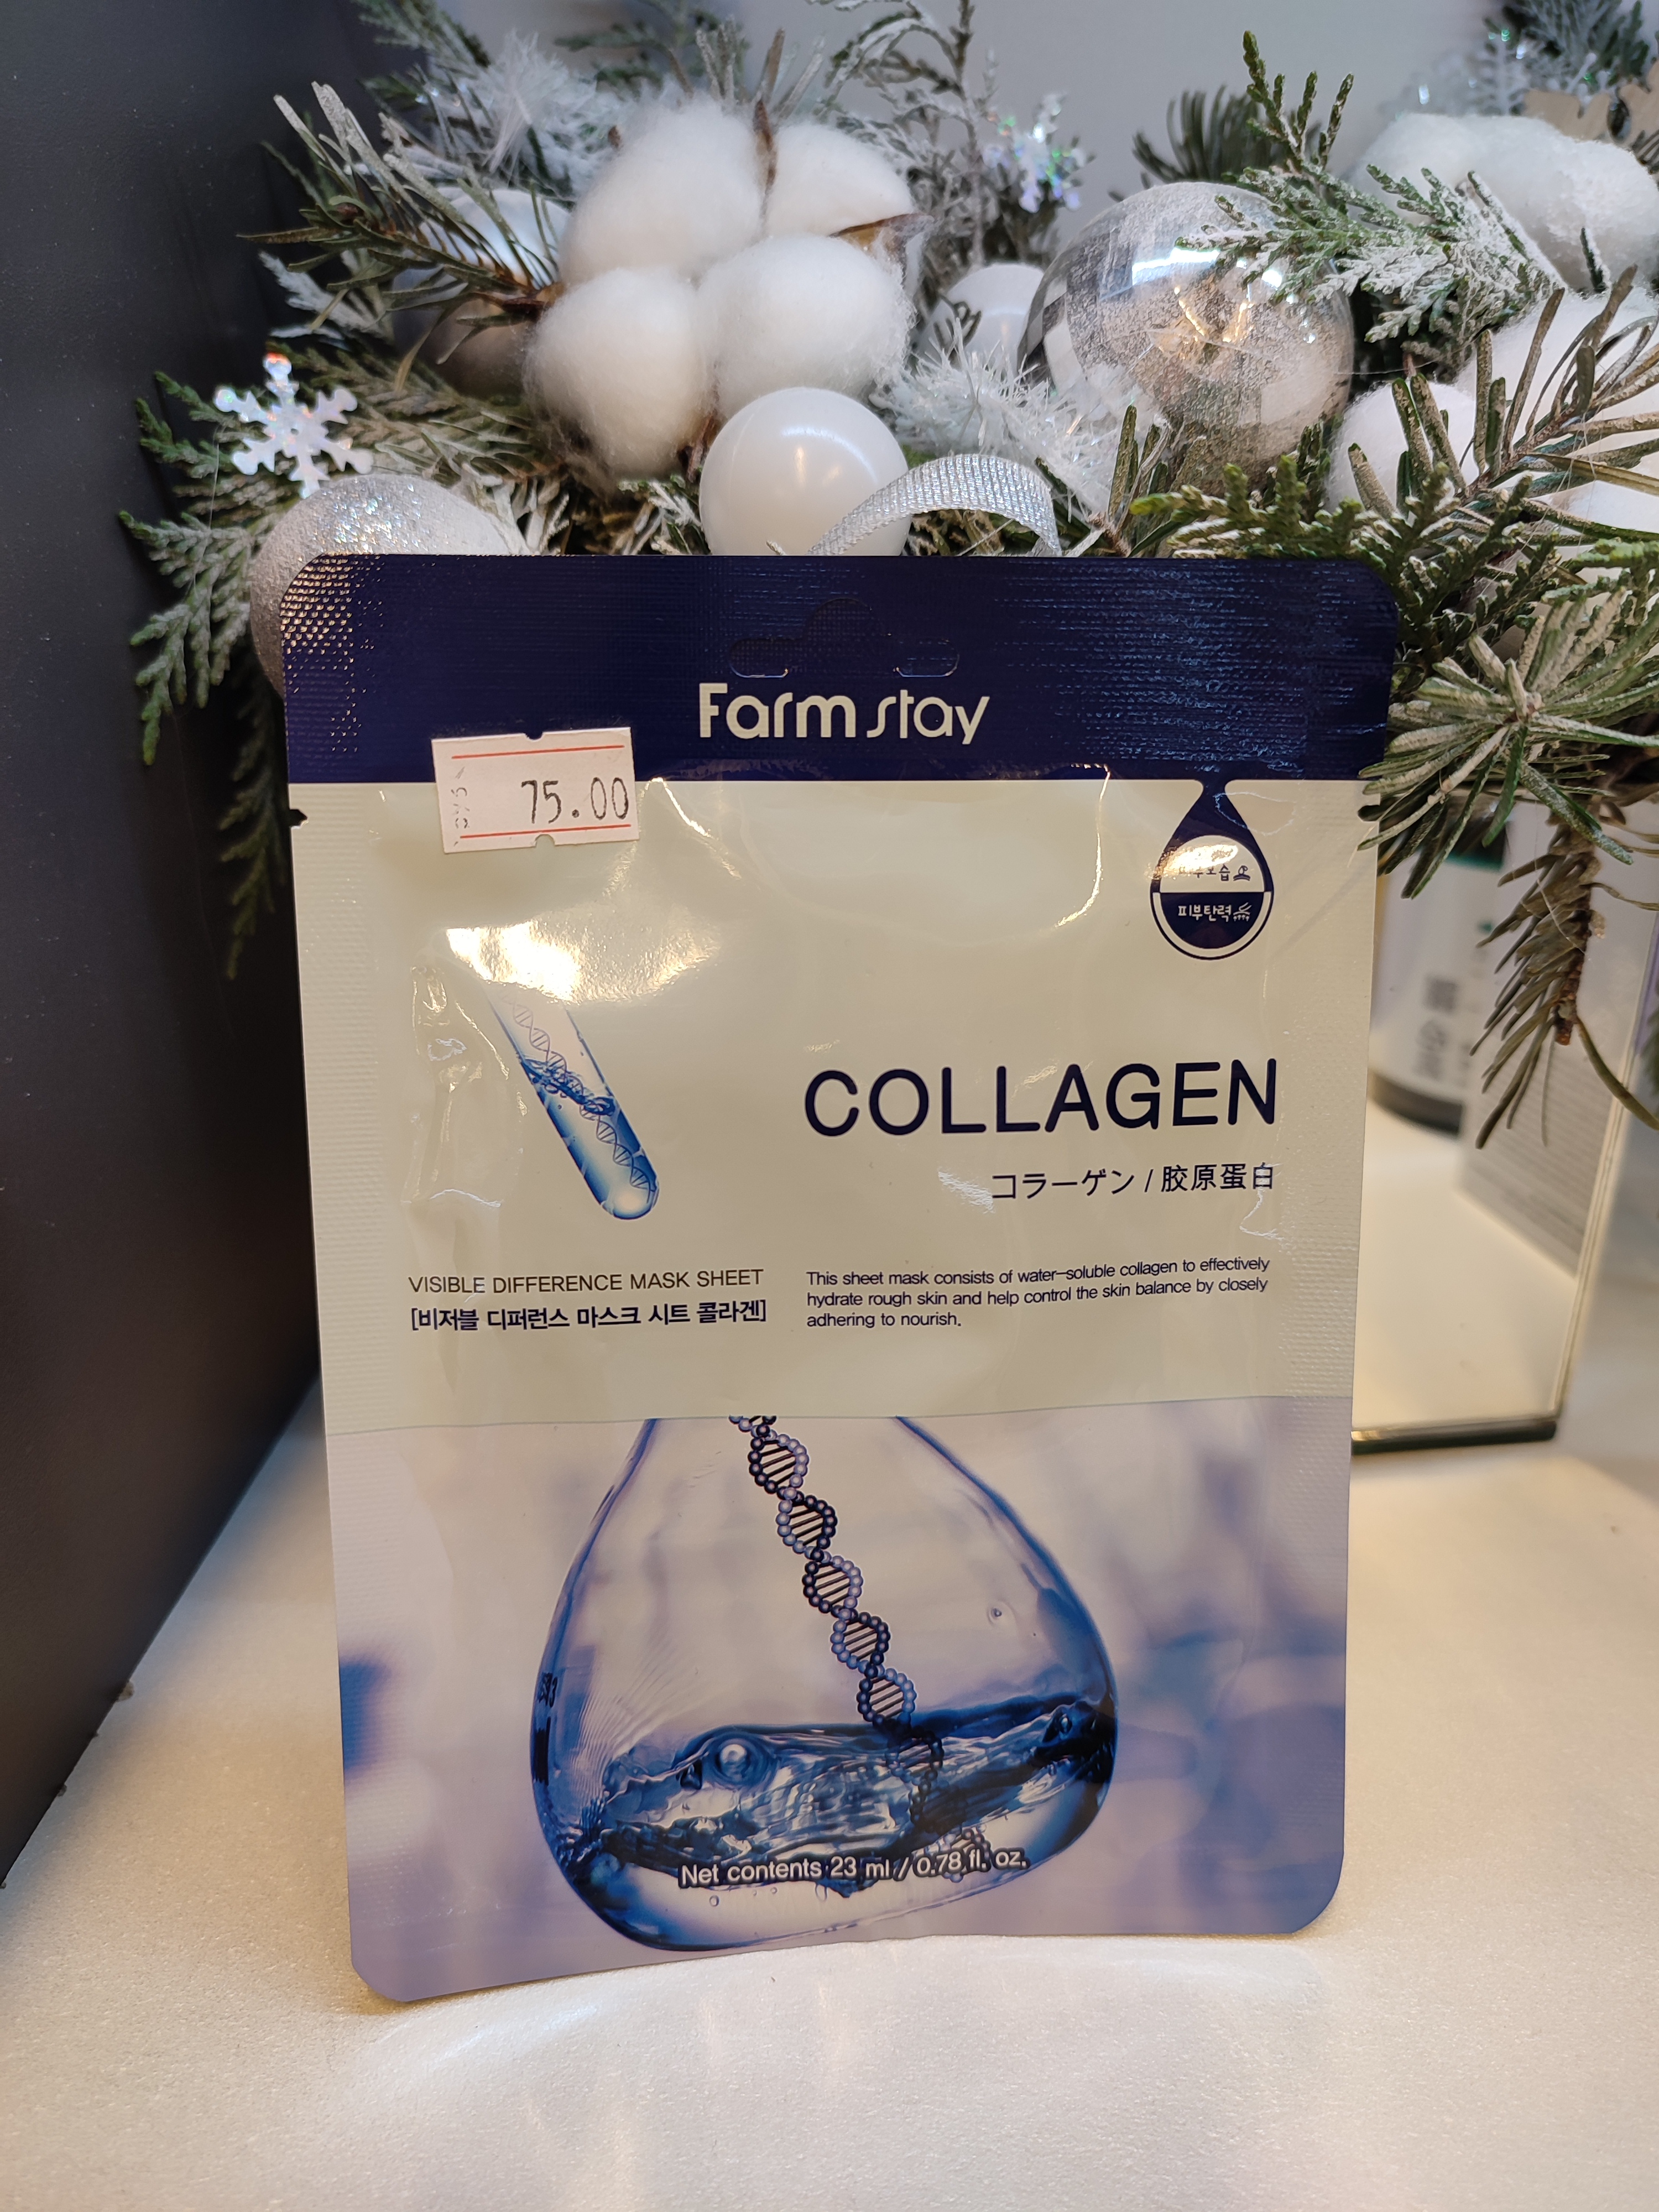 Farm stay
75.00
피부탄력
COLLAGEN
コラーゲン / 胶原蛋白
VISIBLE DIFFERENCE MASK SHEET
[비저블 디퍼런스 마스크 시트 콜라겐]
This sheet mask consists of water-soluble collagen to effectively
hydrate rough skin and help control the skin balance by closely
adhering to nourish.
Net contents 23 ml / 0.78 fl. oz.